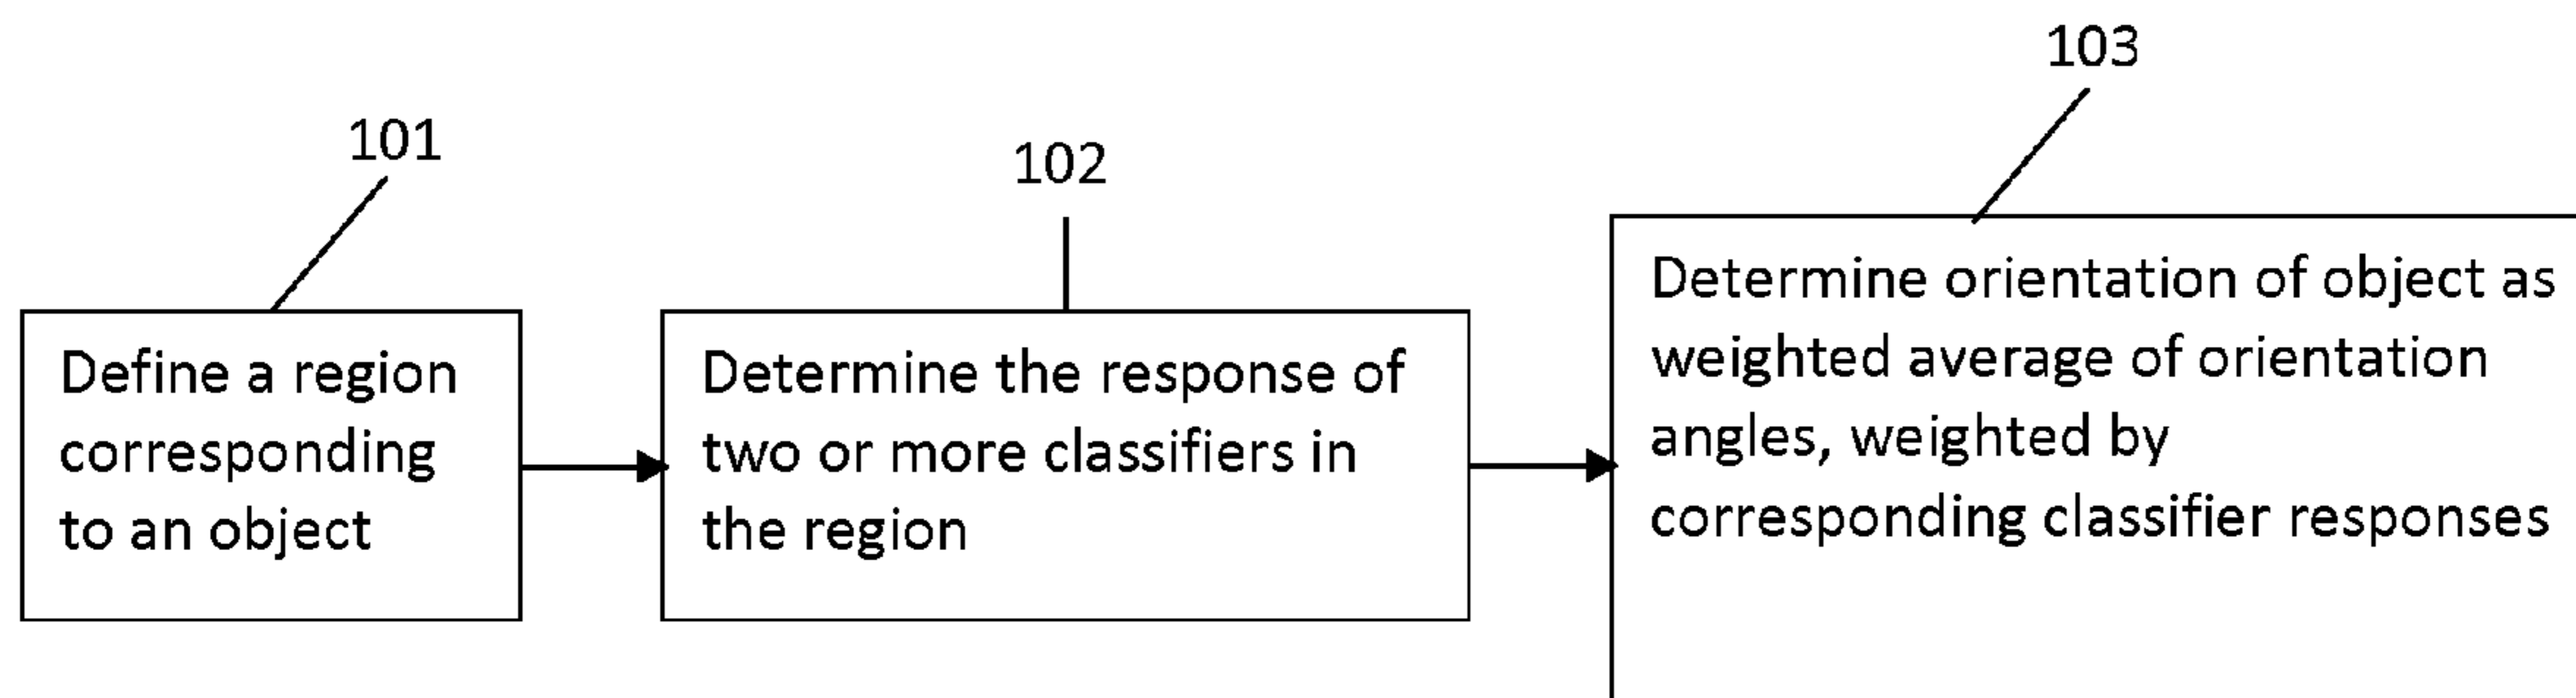 101
Define a region
corresponding
to an object
102
Determine the response of
two or more classifiers in
the region
103
Determine orientation of object as
weighted average of orientation
angles, weighted by
corresponding classifier responses